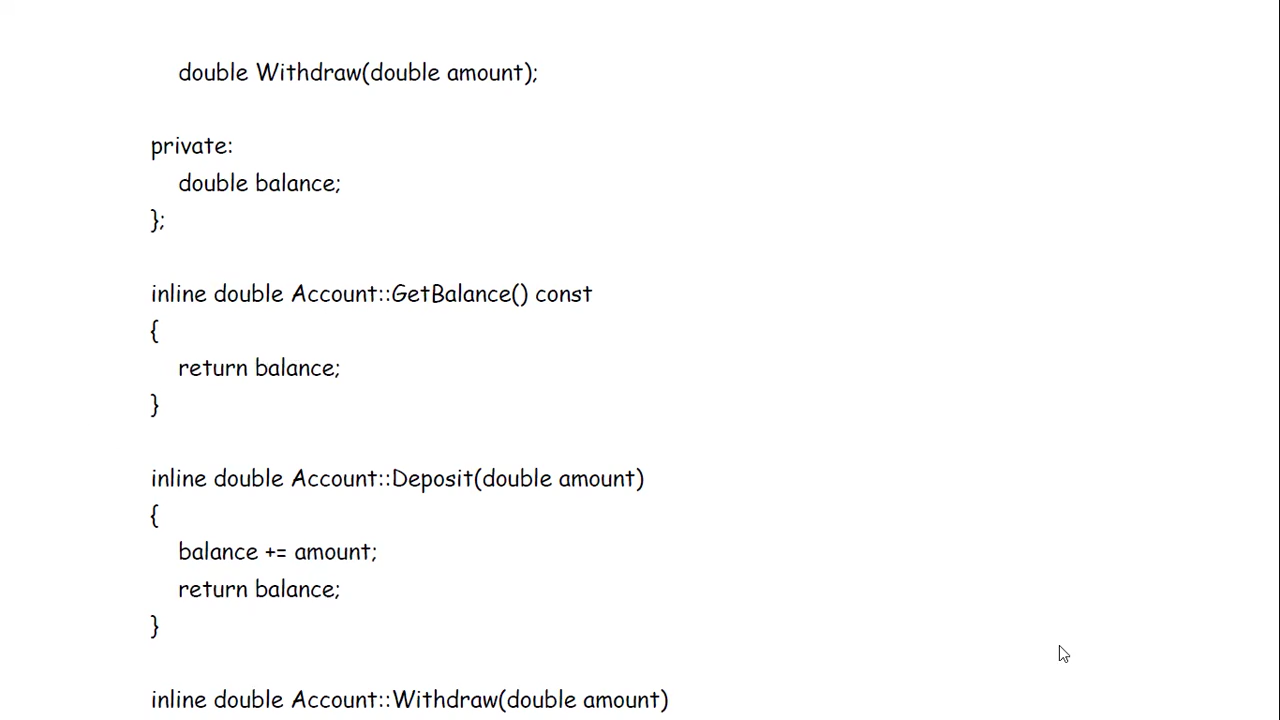 double Withdraw(double amount);
private:
double balance;
};
inline double Account::GetBalance() const
{
return balance;
}
inline double Account::Deposit(double amount)
{
balance += amount;
return balance;
}
inline double Account::Withdraw(double amount)